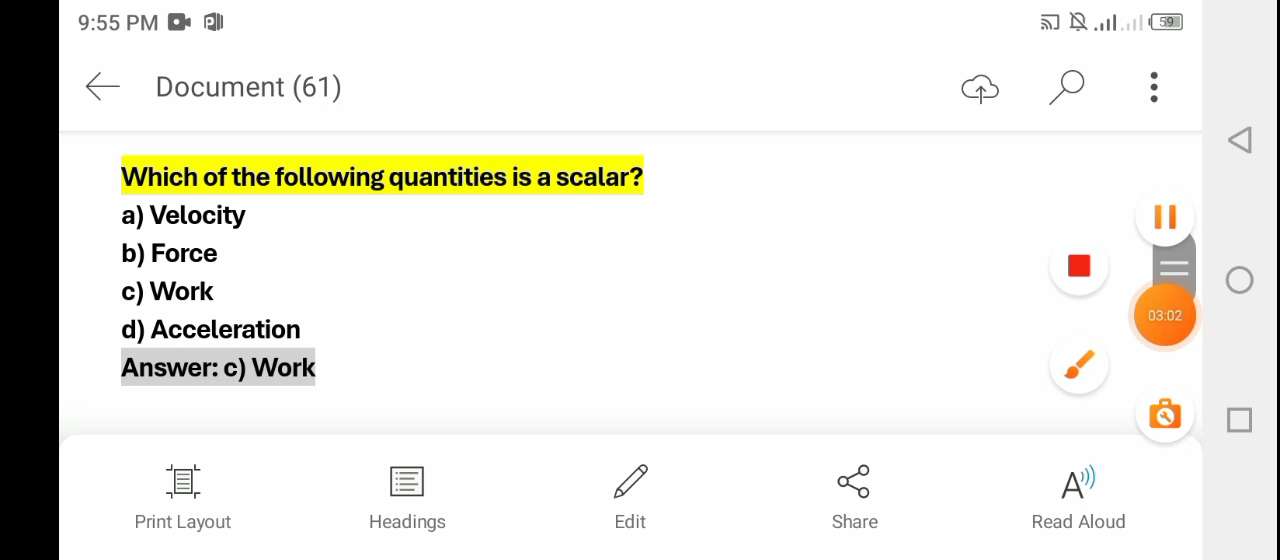 9:55 PM
59
Document (61)
Which of the following quantities is a scalar?
a) Velocity
b) Force
c) Work
d) Acceleration
Answer: c) Work
03:02
Print Layout
Headings
Edit
Share
Read Aloud